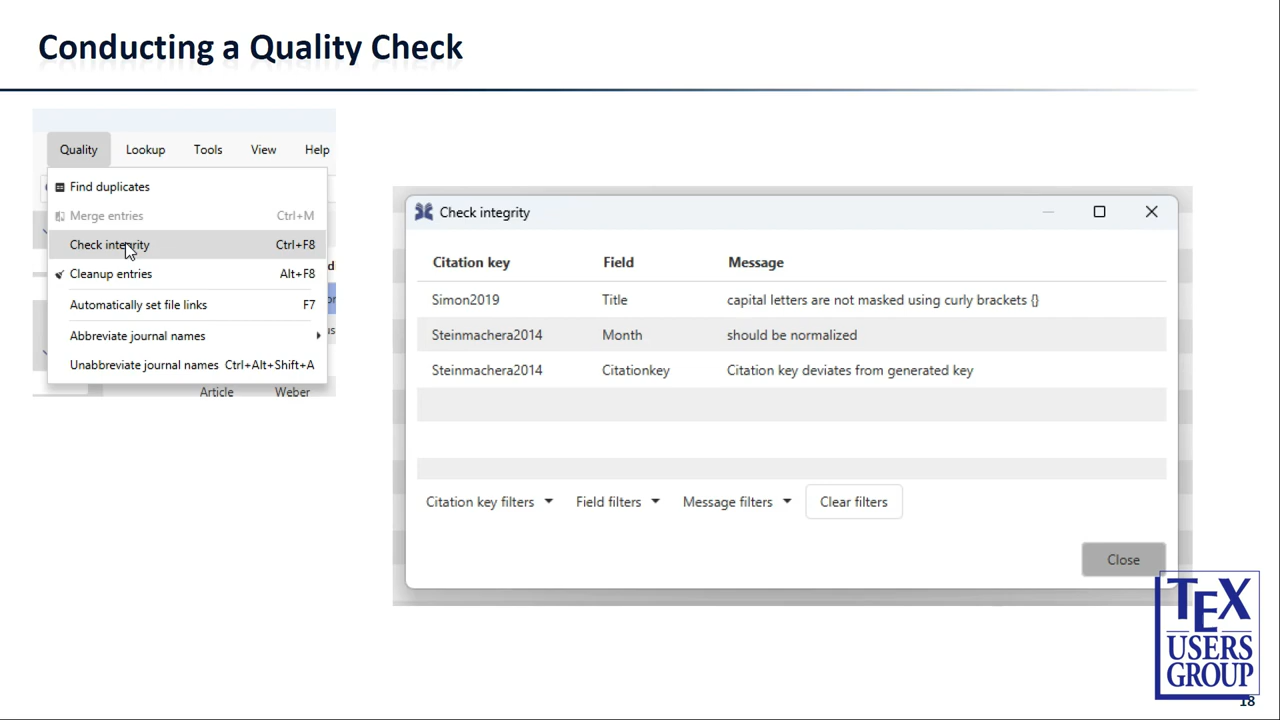 Conducting a Quality Check
Quality Lookup Tools View Help
Find duplicates
Merge entries Ctrl+M
Check integrity Ctrl+F8
Cleanup entries Alt+F8
Automatically set file links F7
Abbreviate journal names
Unabbreviate journal names Ctrl+Alt+Shift+A
Article Weber
Check integrity
Citation key Field Message
Simon2019 Title capital letters are not masked using curly brackets {}
Steinmachera2014 Month should be normalized
Steinmachera2014 Citationkey Citation key deviates from generated key
Citation key filters Field filters Message filters Clear filters
Close
TEX
USERS
GROUP
18